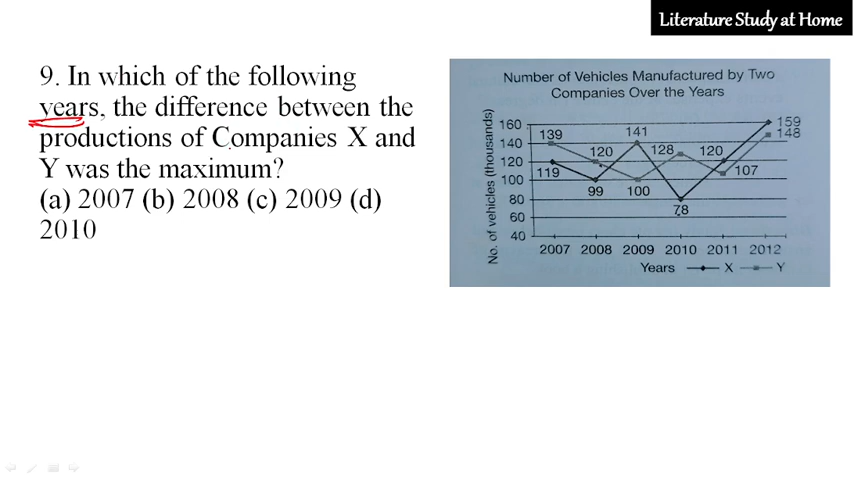 Literature Study at Home
9. In which of the following
years, the difference between the
productions of Companies X and
Y was the maximum?
(a) 2007 (b) 2008 (c) 2009 (d)
2010
Number of Vehicles Manufactured by Two
Companies Over the Years
No. of vehicles (thousands)
160
140
120
100
80
60
40
139
119
120
99
141
100
128
78
120
107
159
148
2007 2008 2009 2010 2011 2012
Years X Y